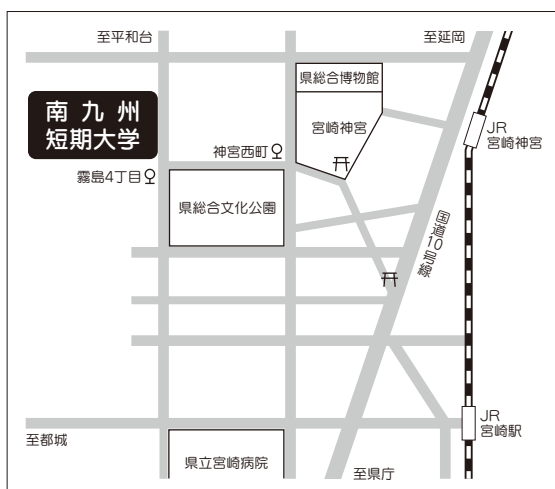 至平和台
至延岡
県総合博物館
南九州
短期大学
宮崎神宮
JR
宮崎神宮
神宮西町
霧島4丁目
県総合文化公園
国道10号線
JR
宮崎駅
至都城
県立宮崎病院
至県庁